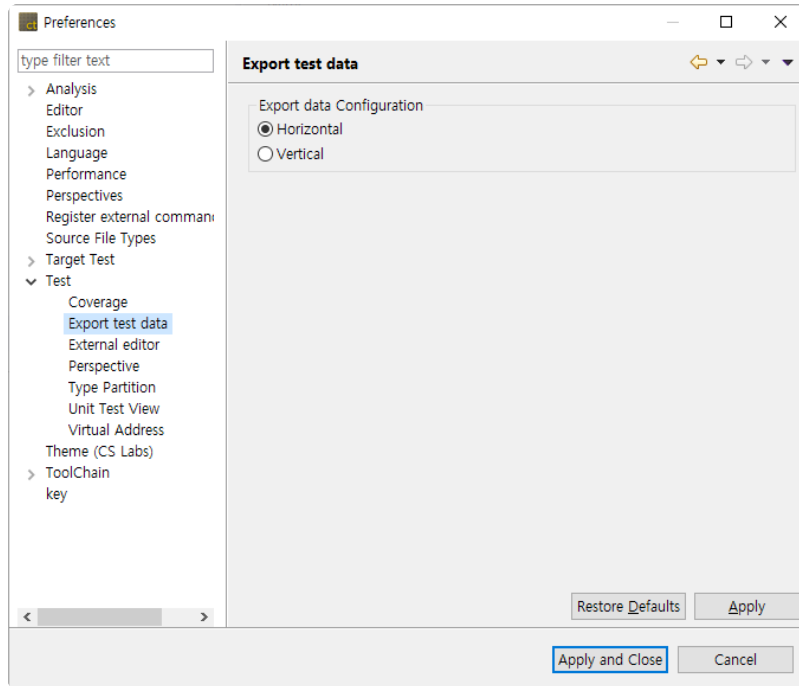 ct Preferences
type filter text
Analysis
Editor
Exclusion
Language
Performance
Perspectives
Register external comman
Source File Types
Target Test
Test
Coverage
Export test data
External editor
Perspective
Type Partition
Unit Test View
Virtual Address
Theme (CS Labs)
ToolChain
key
Export test data
Export data Configuration
Horizontal
Vertical
Restore Defaults
Apply
Apply and Close
Cancel